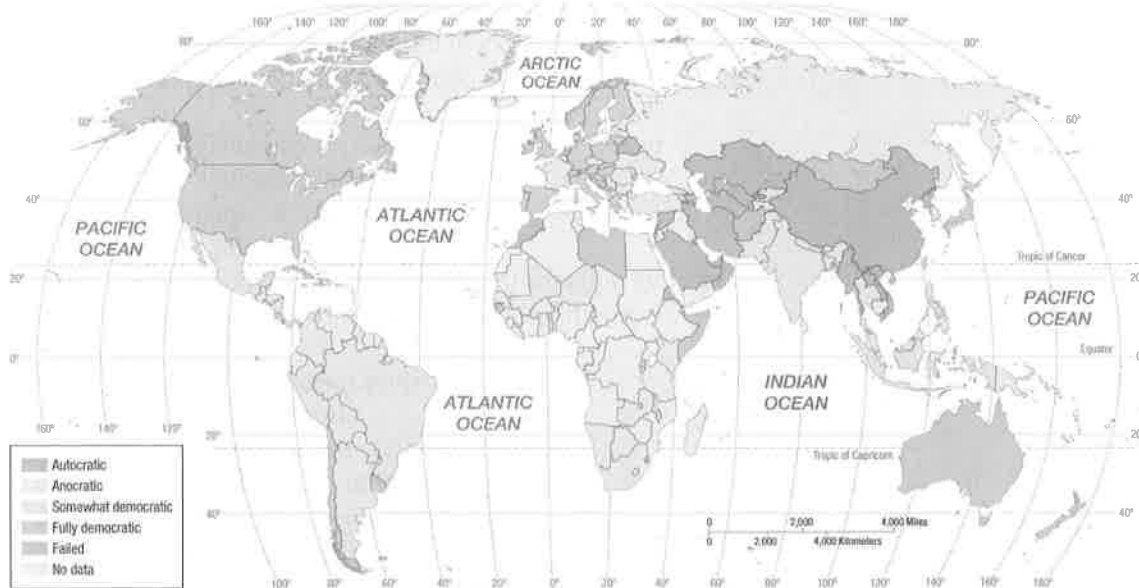 160° 140° 120° 100° 80° 60° 40° 20° 0° 20° 40° 60° 80° 100° 120° 140° 160°
80° 80°
ARCTIC
OCEAN
60° 60°
40° 40°
PACIFIC
OCEAN
ATLANTIC
OCEAN
Tropic of Cancer
20° 20°
PACIFIC
OCEAN
Equator
0° 0°
INDIAN
OCEAN
ATLANTIC
OCEAN
160° 140° 120°
20° 20°
Tropic of Capricorn
40° 40°
Autocratic
Anocratic
Somewhat democratic
Fully democratic
Failed
No data
0 2,000 4,000 Miles
0 2,000 4,000 Kilometers
100° 80° 60° 40° 20° 0° 20° 40° 60° 80° 100° 120° 140° 160° 180°